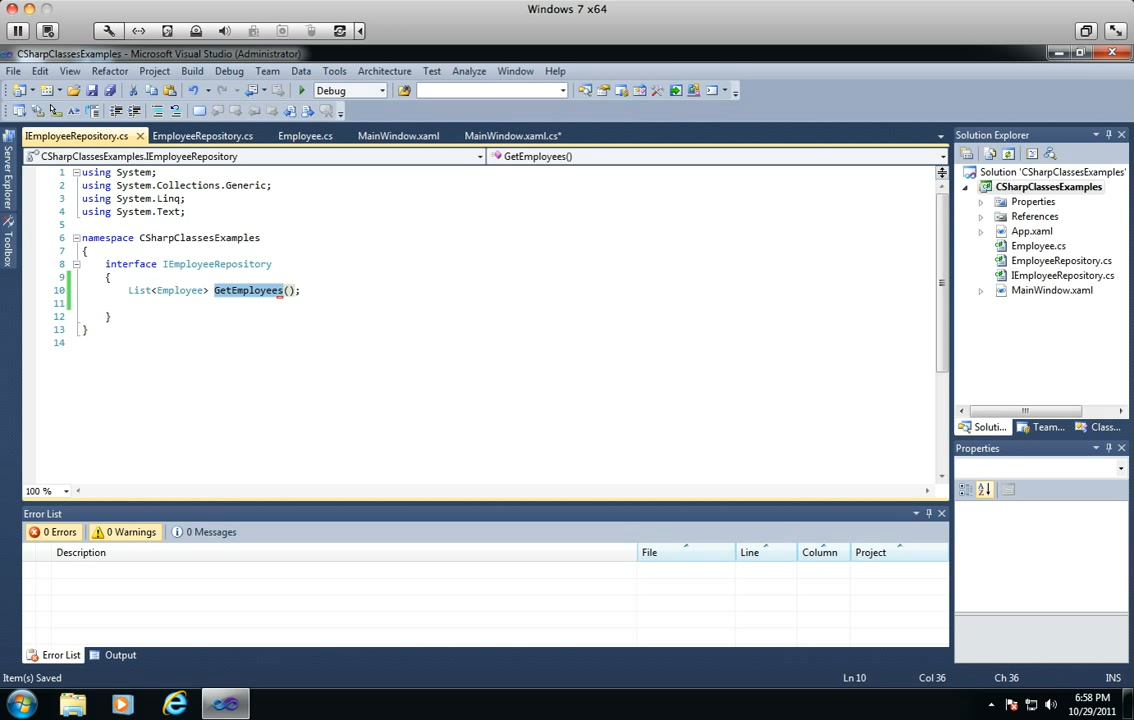 Windows 7 x64
CSharpClassesExamples - Microsoft Visual Studio (Administrator)
File Edit View Refactor Project Build Debug Team Data Tools Architecture Test Analyze Window Help
Debug
IEmployeeRepository.cs EmployeeRepository.cs Employee.cs MainWindow.xaml MainWindow.xaml.cs*
CSharpClassesExamples.IEmployeeRepository GetEmployees()
1 using System;
2 using System.Collections.Generic;
3 using System.Linq;
4 using System.Text;
5
6 namespace CSharpClassesExamples
7 {
8 interface IEmployeeRepository
9 {
10 List<Employee> GetEmployees();
11
12 }
13 }
14
100 %
Server Explorer
Toolbox
Solution Explorer
Solution 'CSharpClassesExamples'
CSharpClassesExamples
Properties
References
App.xaml
Employee.cs
EmployeeRepository.cs
IEmployeeRepository.cs
MainWindow.xaml
Soluti... Team... Class...
Properties
Error List
0 Errors 0 Warnings 0 Messages
Description File Line Column Project
Error List Output
Item(s) Saved Ln 10 Col 36 Ch 36 INS
6:58 PM
10/29/2011